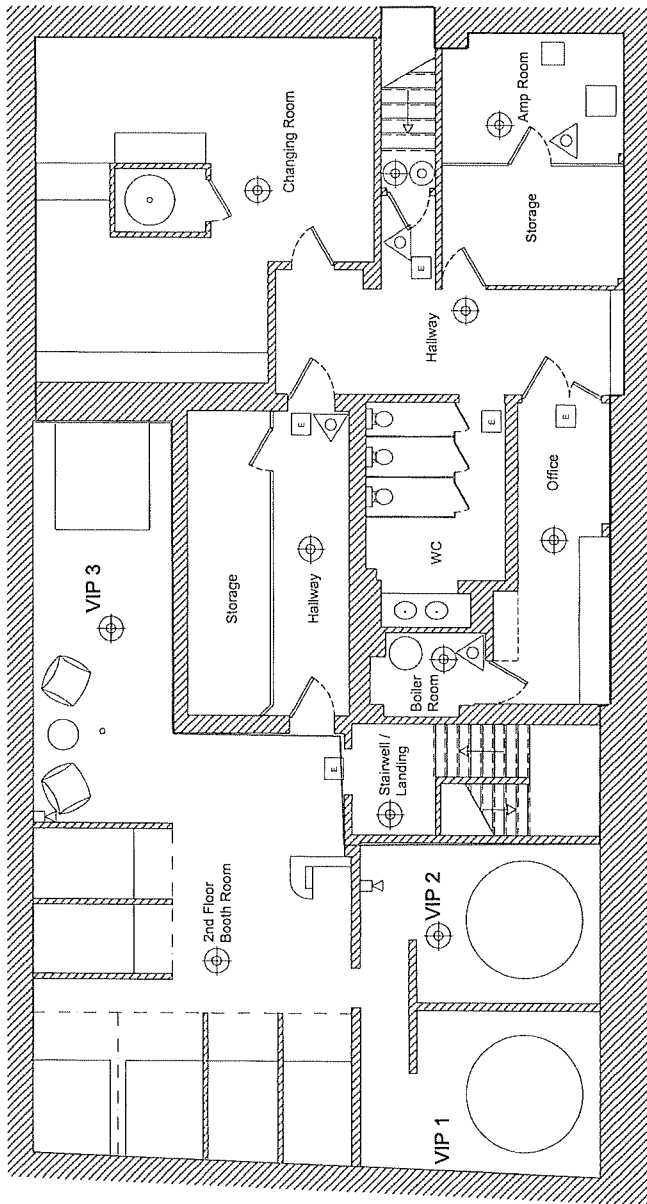 Changing Room
Amp Room
Storage
E
Hallway
E
E
E
VIP 3
Storage
Hallway
WC
Office
Boiler
Room
E
Stairwell /
Landing
2nd Floor
Booth Room
VIP 2
VIP 1